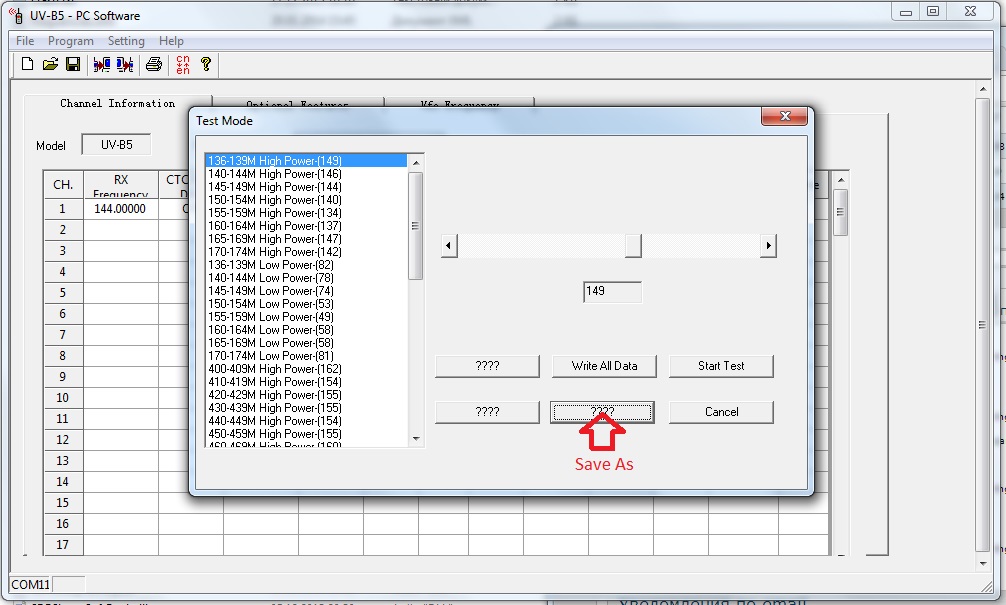 UV-B5 - PC Software
File Program Setting Help
cn
en
Channel Information
Model
UV-B5
CH.
RX
Frequency
1
144.00000
2
3
4
5
6
7
8
9
10
11
12
13
14
15
16
17
Test Mode
136-139M High Power-(149)
140-144M High Power-(146)
145-149M High Power-(144)
150-154M High Power-(140)
155-159M High Power-(134)
160-164M High Power-(137)
165-169M High Power-(147)
170-174M High Power-(142)
136-139M Low Power-(82)
140-144M Low Power-(78)
145-149M Low Power-(74)
150-154M Low Power-(53)
155-159M Low Power-(49)
160-164M Low Power-(58)
165-169M Low Power-(58)
170-174M Low Power-(81)
400-409M High Power-(162)
410-419M High Power-(154)
420-429M High Power-(155)
430-439M High Power-(155)
440-449M High Power-(154)
450-459M High Power-(155)
460-469M High Power-(160)
149
???? Write All Data Start Test
???? ???? Cancel
Save As
COM11